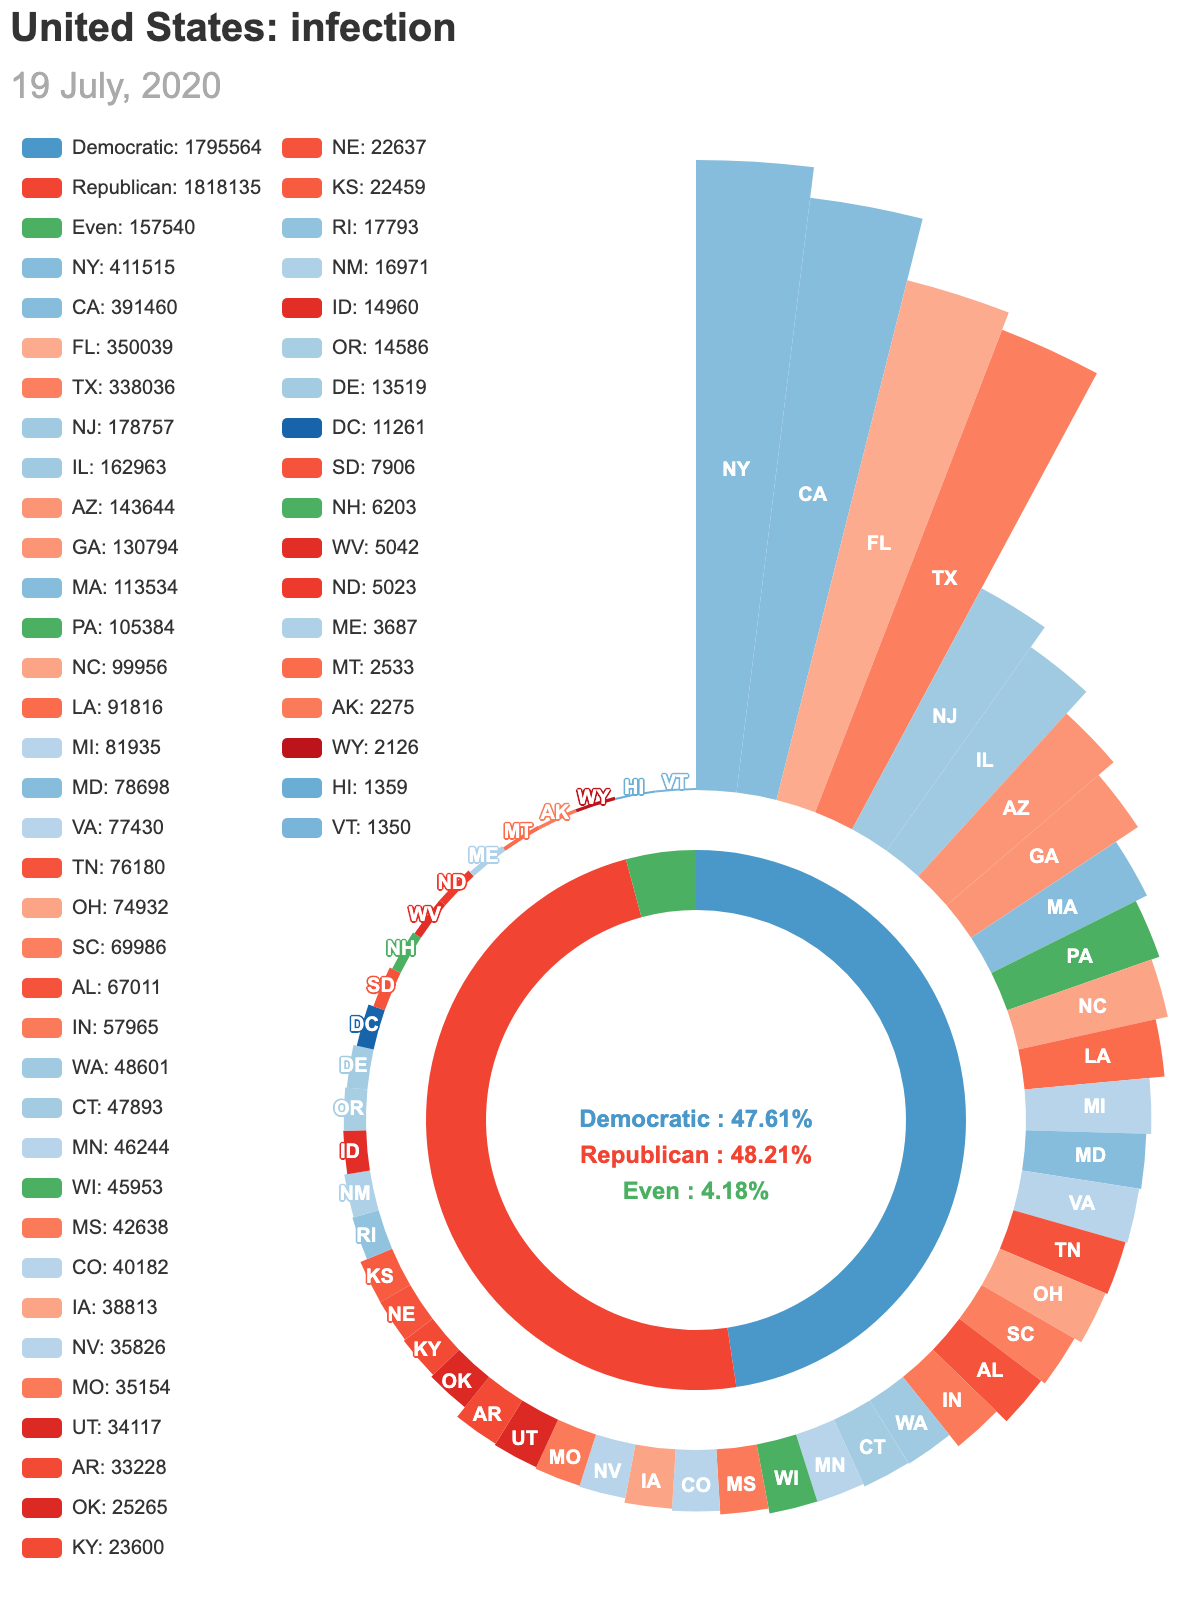 United States: infection
19 July, 2020
Democratic: 1795564
Republican: 1818135
Even: 157540
NY: 411515
CA: 391460
FL: 350039
TX: 338036
NJ: 178757
IL: 162963
AZ: 143644
GA: 130794
MA: 113534
PA: 105384
NC: 99956
LA: 91816
MI: 81935
MD: 78698
VA: 77430
TN: 76180
OH: 74932
SC: 69986
AL: 67011
IN: 57965
WA: 48601
CT: 47893
MN: 46244
WI: 45953
MS: 42638
CO: 40182
IA: 38813
NV: 35826
MO: 35154
UT: 34117
AR: 33228
OK: 25265
KY: 23600
NE: 22637
KS: 22459
RI: 17793
NM: 16971
ID: 14960
OR: 14586
DE: 13519
DC: 11261
SD: 7906
NH: 6203
WV: 5042
ND: 5023
ME: 3687
MT: 2533
AK: 2275
WY: 2126
HI: 1359
VT: 1350
NY
CA
FL
TX
NJ
IL
AZ
GA
MA
PA
NC
LA
MI
MD
VA
TN
OH
SC
AL
IN
WA
CT
MN
WI
MS
CO
IA
NV
MO
UT
AR
OK
KY
NE
KS
RI
NM
ID
OR
DE
DC
SD
NH
WV
ND
ME
MT
AK
WY
HI
VT
Democratic : 47.61%
Republican : 48.21%
Even : 4.18%